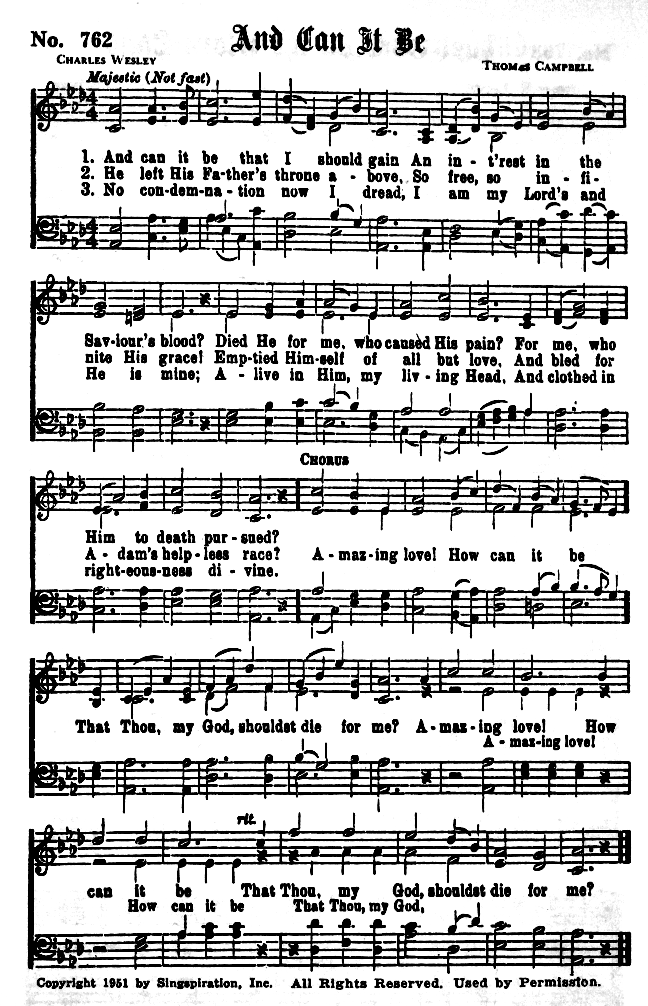 No. 762 And Can It Be
CHARLES WESLEY
THOMAS CAMPBELL
Majestic (Not fast)
1. And can it be that I should gain An in - t'rest in the
2. He left His Fa-ther's throne a - bove, So free, so in - fi-
3. No con-dem-na - tion now I dread, I am my Lord's and
Sav-iour's blood? Died He for me, who caused His pain? For me, who
nite His grace! Emp-tied Him-self of all but love, And bled for
He is mine; A - live in Him, my liv - ing Head, And clothed in
CHORUS
Him to death pur-sued?
A - dam's help-less race? A-maz-ing love! How can it be
right-eous-ness di - vine.
That Thou, my God, shouldst die for me? A-maz-ing love! How
A - maz-ing love!
rit.
can it be That Thou, my God, shouldst die for me?
How can it be That Thou, my God,
Copyright 1951 by Singspiration, Inc. All Rights Reserved. Used by Permission.